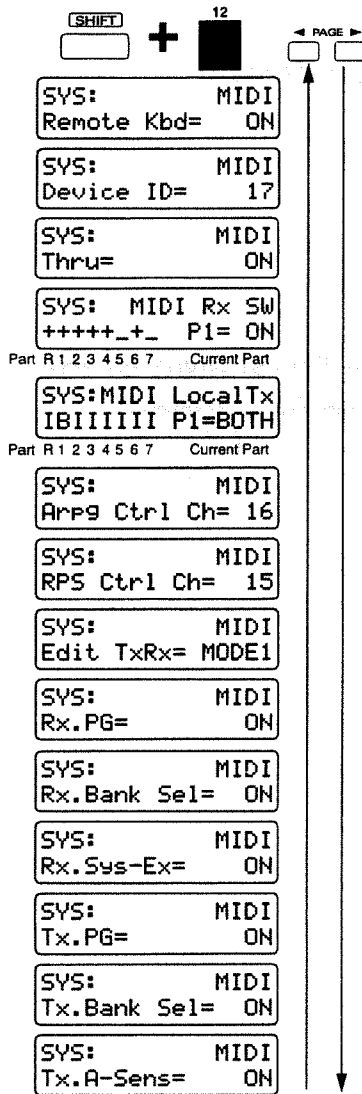 SHIFT
12
◄ PAGE ►
+
SYS: MIDI
Remote Kbd= ON
SYS: MIDI
Device ID= 17
SYS: MIDI
Thru= ON
SYS: MIDI Rx SW
+++++_+_ P1= ON
Part R 1 2 3 4 5 6 7 Current Part
SYS:MIDI LocalTx
IBIIIIII P1=BOTH
Part R 1 2 3 4 5 6 7 Current Part
SYS: MIDI
Arpg Ctrl Ch= 16
SYS: MIDI
RPS Ctrl Ch= 15
SYS: MIDI
Edit TxRx= MODE1
SYS: MIDI
Rx.PG= ON
SYS: MIDI
Rx.Bank Sel= ON
SYS: MIDI
Rx.Sys-Ex= ON
SYS: MIDI
Tx.PG= ON
SYS: MIDI
Tx.Bank Sel= ON
SYS: MIDI
Tx.A-Sens= ON